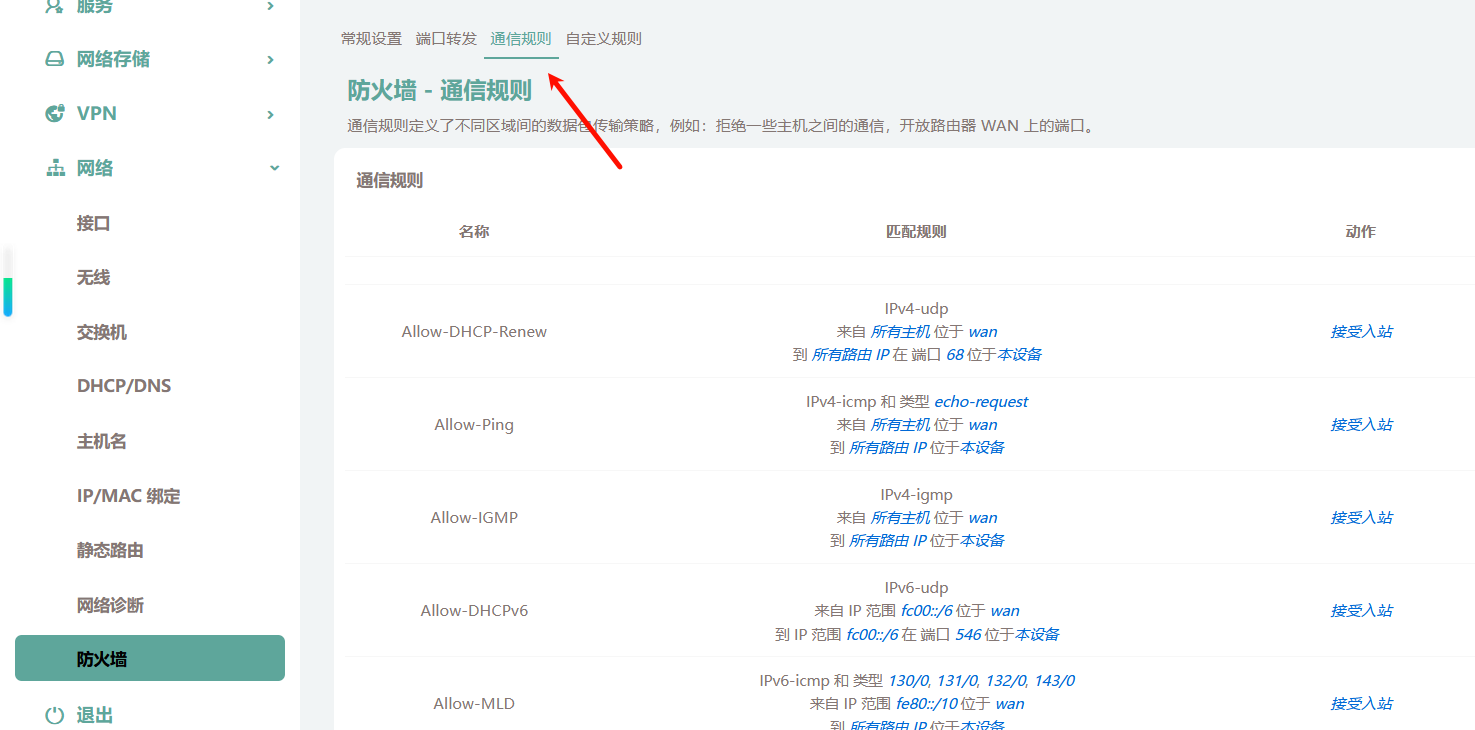 服务
网络存储
VPN
网络
接口
无线
交换机
DHCP/DNS
主机名
IP/MAC 绑定
静态路由
网络诊断
防火墙
退出
常规设置 端口转发 通信规则 自定义规则
防火墙 - 通信规则
通信规则定义了不同区域间的数据包传输策略，例如：拒绝一些主机之间的通信，开放路由器 WAN 上的端口。
通信规则
名称 匹配规则 动作
IPv4-udp
Allow-DHCP-Renew 来自 所有主机 位于 wan 接受入站
到 所有路由 IP 在 端口 68 位于本设备
IPv4-icmp 和 类型 echo-request
Allow-Ping 来自 所有主机 位于 wan 接受入站
到 所有路由 IP 位于本设备
IPv4-igmp
Allow-IGMP 来自 所有主机 位于 wan 接受入站
到 所有路由 IP 位于本设备
IPv6-udp
Allow-DHCPv6 来自 IP 范围 fc00::/6 位于 wan 接受入站
到 IP 范围 fc00::/6 在 端口 546 位于本设备
IPv6-icmp 和 类型 130/0, 131/0, 132/0, 143/0
Allow-MLD 来自 IP 范围 fe80::/10 位于 wan 接受入站
到 所有路由 IP 位于本设备